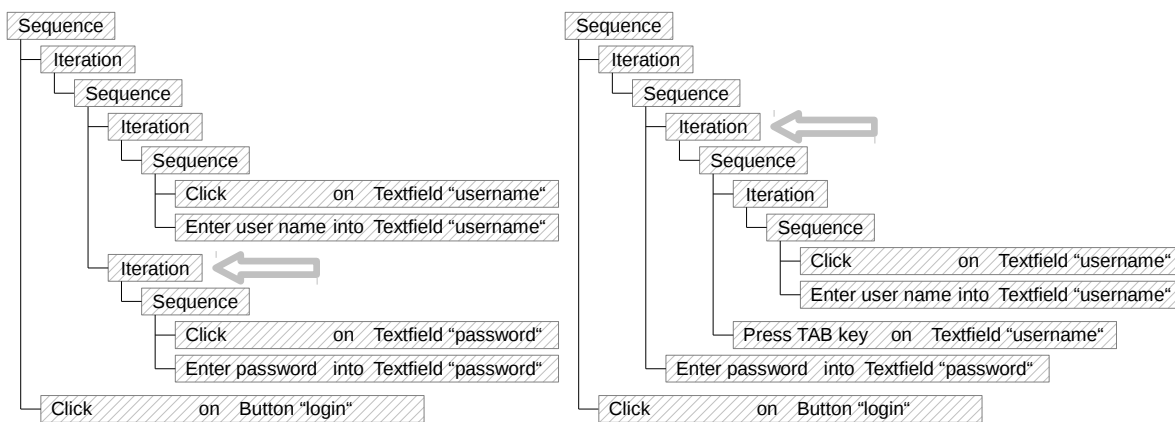 Sequence
Iteration
Sequence
Iteration
Sequence
Click on Textfield “username“
Enter user name into Textfield “username“
Iteration
Sequence
Click on Textfield “password“
Enter password into Textfield “password“
Click on Button “login“
Sequence
Iteration
Sequence
Iteration
Sequence
Iteration
Sequence
Click on Textfield “username“
Enter user name into Textfield “username“
Press TAB key on Textfield “username“
Enter password into Textfield “password“
Click on Button “login“